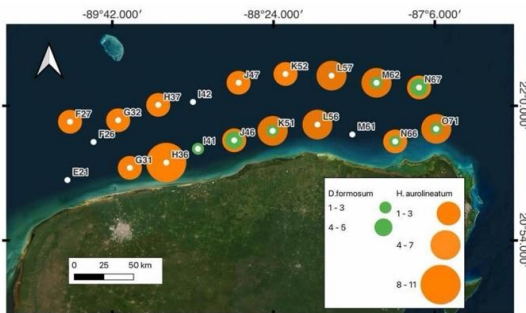 -89°42.000′ -88°24.000′ -87°6.000′
K52 L57
J47 M62 N67
H37 I42
F27 G32 22°0.000′
K51 L56 O71
F26 I41 J46 M61 N66
G31 H36
E21
D.formosum H. aurolineatum
1 - 3 1 - 3
4 - 5
4 - 7
8 - 11
0 25 50 km
20°54.000′